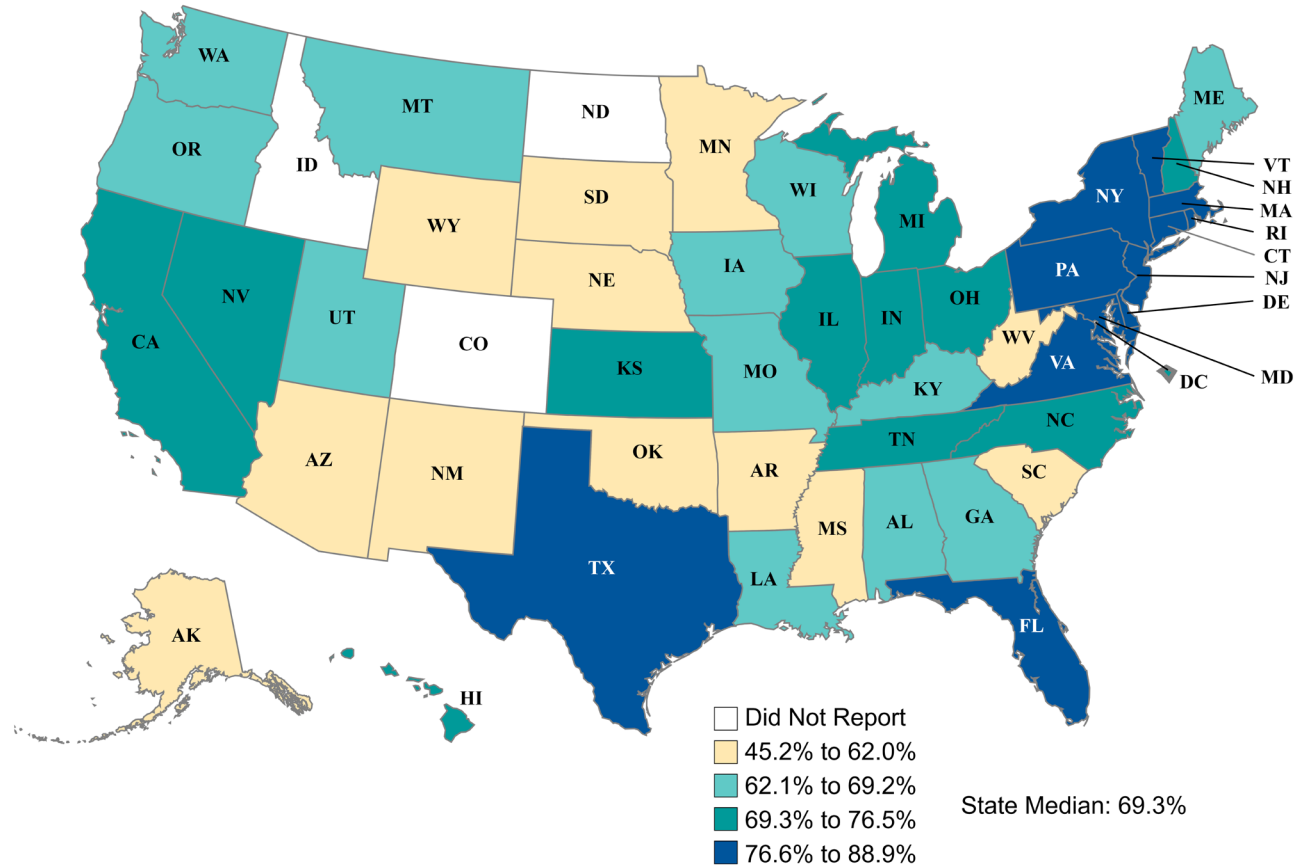 WA
MT
ND
MN
ME
OR
ID
SD
WI
VT
NH
WY
MI
NY
MA
RI
CT
NJ
DE
MD
DC
NE
IA
PA
NV
UT
CO
IL
IN
OH
WV
VA
CA
KS
MO
KY
NC
TN
AZ
NM
OK
AR
SC
MS
AL
GA
TX
LA
FL
AK
HI
Did Not Report
45.2% to 62.0%
62.1% to 69.2%
69.3% to 76.5%
76.6% to 88.9%
State Median: 69.3%